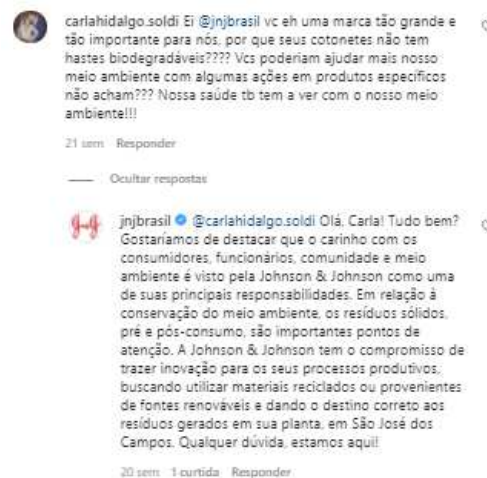 carlahidalgo.soldi Ei @jnjbrasil vc eh uma marca tão grande e
tão importante para nós, por que seus cotonetes não tem
hastes biodegradáveis???? Vcs poderiam ajudar mais nosso
meio ambiente com algumas ações em produtos específicos
não acham??? Nossa saúde tb tem a ver com o nosso meio
ambiente!!!
21 sem Responder
Ocultar respostas
jnjbrasil @carlahidalgo.soldi Olá, Carla! Tudo bem?
Gostaríamos de destacar que o carinho com os
consumidores, funcionários, comunidade e meio
ambiente é visto pela Johnson & Johnson como uma
de suas principais responsabilidades. Em relação à
conservação do meio ambiente, os resíduos sólidos,
pré e pós-consumo, são importantes pontos de
atenção. A Johnson & Johnson tem o compromisso de
trazer inovação para os seus processos produtivos,
buscando utilizar materiais reciclados ou provenientes
de fontes renováveis e dando o destino correto aos
resíduos gerados em sua planta, em São José dos
Campos. Qualquer dúvida, estamos aqui!
20 sem 1 curtida Responder